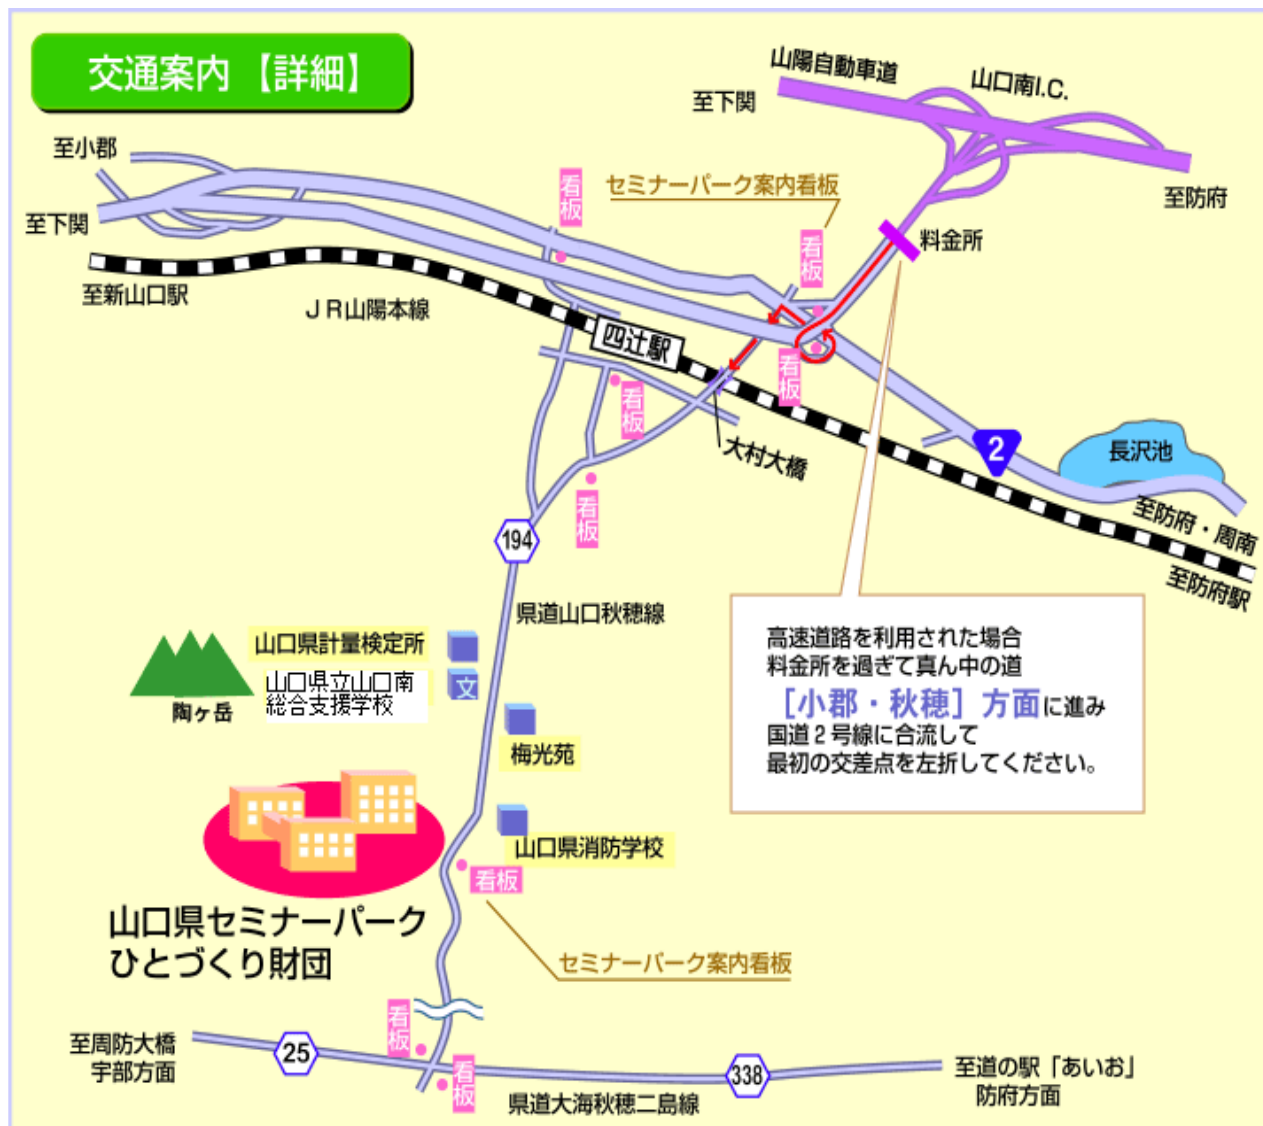 交通案内【詳細】
山陽自動車道
山口南I.C.
至下関
至防府
料金所
至小郡
至下関
至新山口駅
JR山陽本線
看板
セミナーパーク案内看板
看板
四辻駅
看板
看板
看板
大村大橋
2
長沢池
至防府・周南
至防府駅
194
県道山口秋穂線
高速道路を利用された場合
料金所を過ぎて真ん中の道
［小郡・秋穂］方面に進み
国道2号線に合流して
最初の交差点を左折してください。
山口県計量検定所
山口県立山口南
総合支援学校
文
陶ヶ岳
梅光苑
山口県消防学校
看板
山口県セミナーパーク
ひとづくり財団
セミナーパーク案内看板
看板
看板
至周防大橋
宇部方面
25
338
県道大海秋穂二島線
至道の駅「あいお」
防府方面